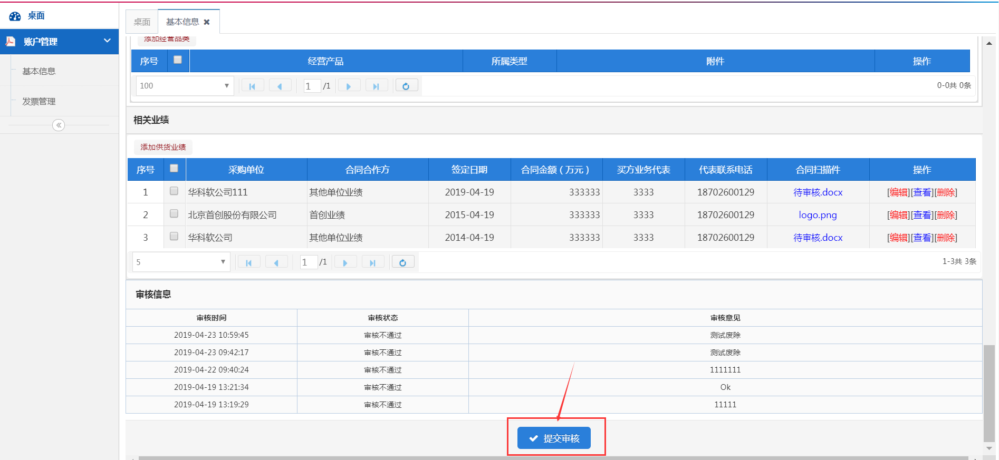 桌面
账户管理
基本信息
发票管理
桌面 基本信息
添加经营品类
序号 经营产品 所属类型 附件 操作
100 1 /1 0-0共 0条
相关业绩
添加供货业绩
序号 采购单位 合同合作方 签定日期 合同金额（万元） 买方业务代表 代表联系电话 合同扫描件 操作
1 华科软公司111 其他单位业绩 2019-04-19 333333 3333 18702600129 待审核.docx [编辑][查看][删除]
2 北京首创股份有限公司 首创业绩 2015-04-19 333333 3333 18702600129 logo.png [编辑][查看][删除]
3 华科软公司 其他单位业绩 2014-04-19 333333 3333 18702600129 待审核.docx [编辑][查看][删除]
5 1 /1 1-3共 3条
审核信息
审核时间 审核状态 审核意见
2019-04-23 10:59:45 审核不通过 测试废除
2019-04-23 09:42:17 审核不通过 测试废除
2019-04-22 09:40:24 审核不通过 1111111
2019-04-19 13:21:34 审核不通过 Ok
2019-04-19 13:19:29 审核不通过 11111
提交审核